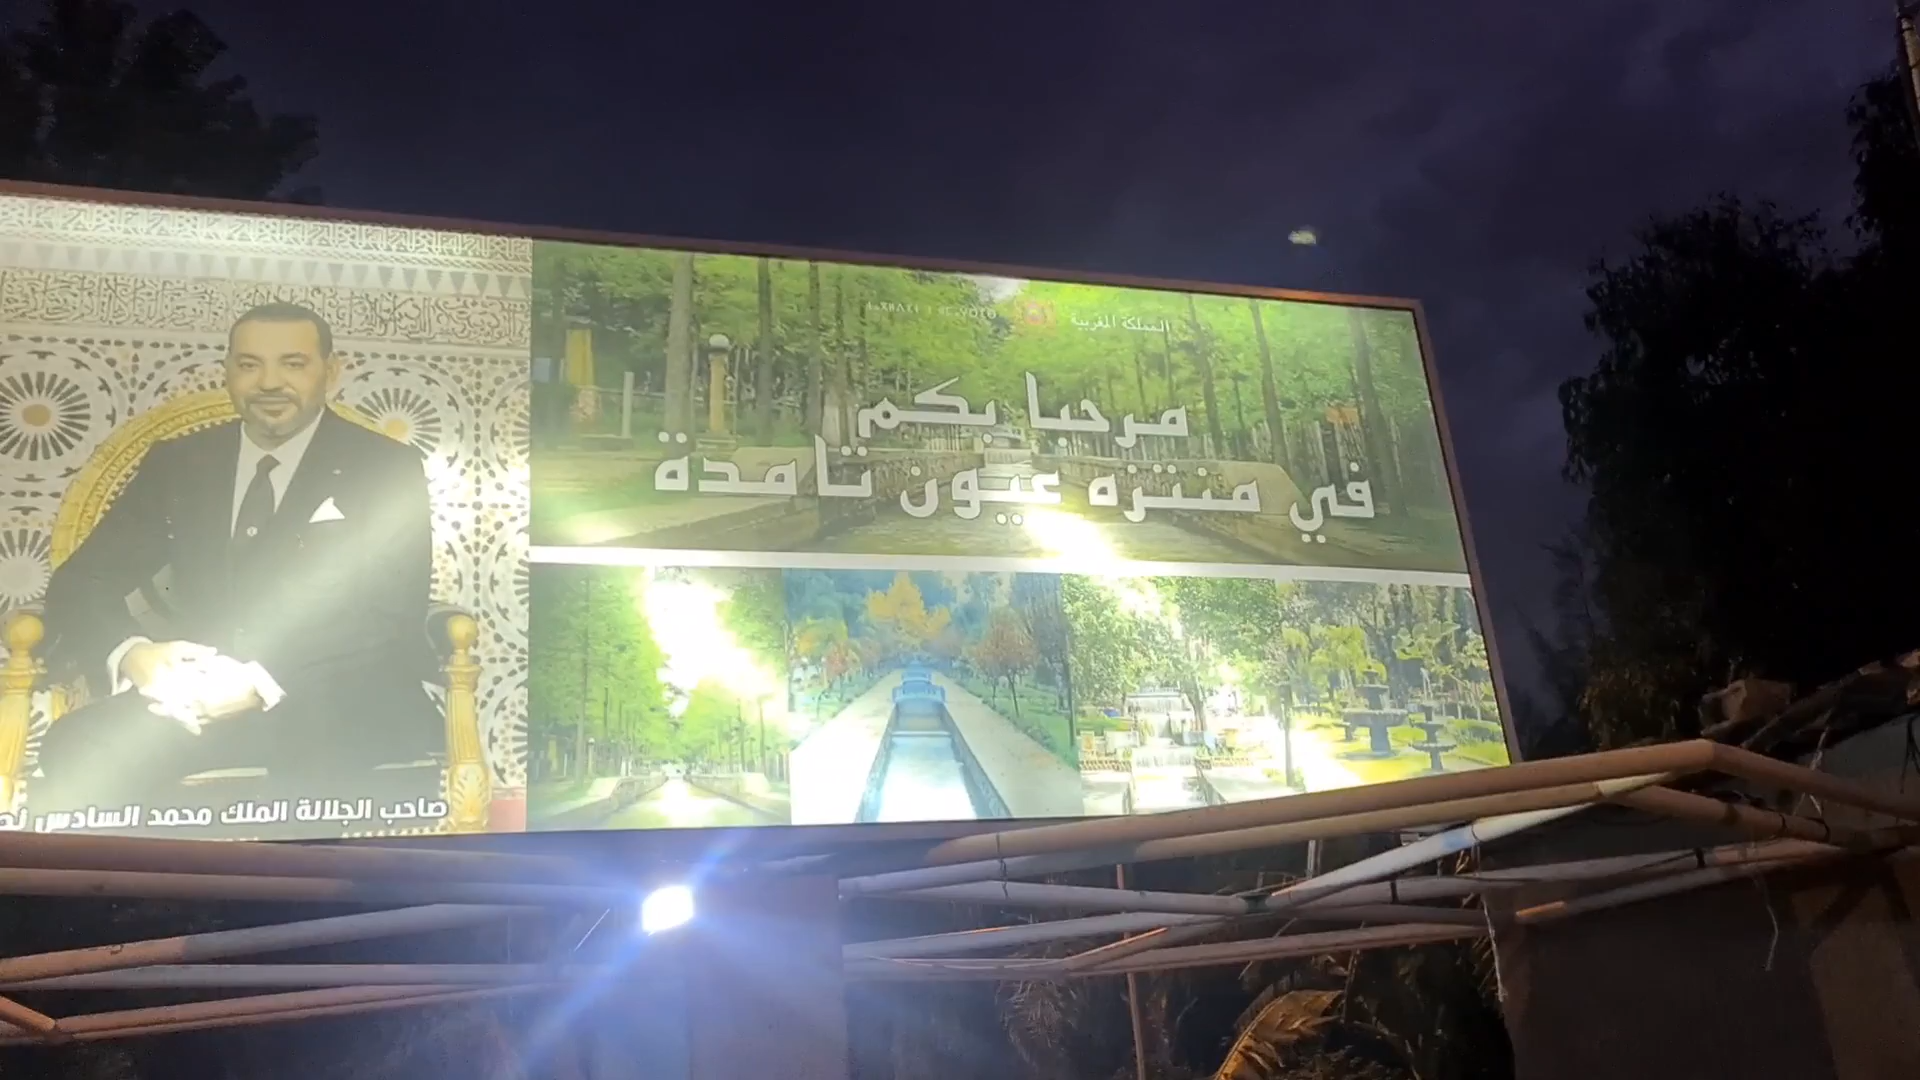 المملكة المغربية
مرحبا بكم
في منتزه عيون تامدة
صاحب الجلالة الملك محمد السادس